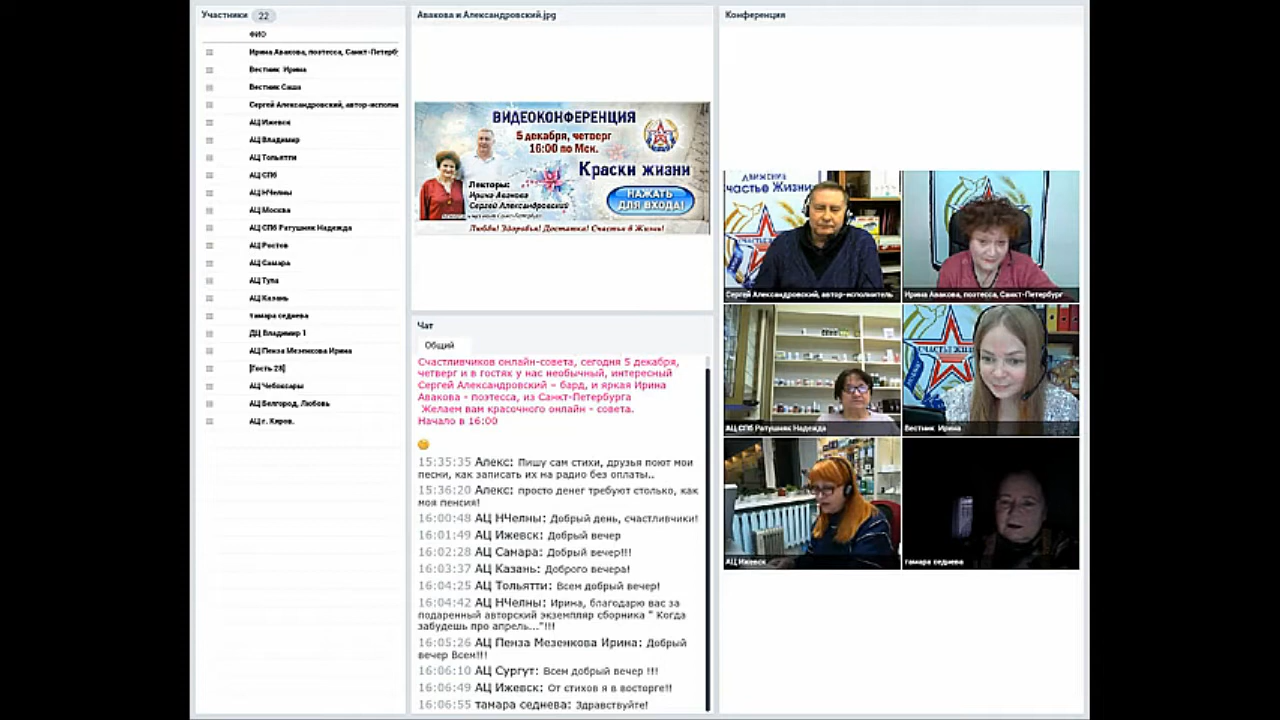 Участники 22
ФИО
Ирина Авакова, поэтесса, Санкт-Петерб
Вестник Ирина
Вестник Саша
Сергей Александровский, автор-исполни
АЦ Ижевск
АЦ Владимир
АЦ Тольятти
АЦ СПб
АЦ НЧелны
АЦ Москва
АЦ СПб Ратушняк Надежда
АЦ Ростов
АЦ Самара
АЦ Тула
АЦ Казань
тамара седнева
ДЦ Владимир 1
АЦ Пенза Мезенкова Ирина
[Гость 28]
АЦ Чебоксары
АЦ Белгород, Любовь
АЦ г. Киров.
Авакова и Александровский.jpg
ВИДЕОКОНФЕРЕНЦИЯ
5 декабря, четверг
16:00 по Мск.
Краски жизни
Лекторы:
Ирина Авакова
Сергей Александровский
НАЖАТЬ
ДЛЯ ВХОДА!
Любви! Здоровья! Достатка! Счастья в Жизни!
Чат
Общий
Счастливчиков онлайн-совета, сегодня 5 декабря,
четверг и в гостях у нас необычный, интересный
Сергей Александровский – бард, и яркая Ирина
Авакова - поэтесса, из Санкт-Петербурга
Желаем вам красочного онлайн - совета.
Начало в 16:00
15:35:35 Алекс: Пишу сам стихи, друзья поют мои
песни, как записать их на радио без оплаты..
15:36:20 Алекс: просто денег требуют столько, как
моя пенсия!
16:00:48 АЦ НЧелны: Добрый день, счастливчики!
16:01:49 АЦ Ижевск: Добрый вечер
16:02:28 АЦ Самара: Добрый вечер!!!
16:03:37 АЦ Казань: Доброго вечера!
16:04:25 АЦ Тольятти: Всем добрый вечер!
16:04:42 АЦ НЧелны: Ирина, благодарю вас за
подаренный авторский экземпляр сборника " Когда
забудешь про апрель..."!!!
16:05:26 АЦ Пенза Мезенкова Ирина: Добрый
вечер Всем!!!
16:06:10 АЦ Сургут: Всем добрый вечер !!!
16:06:49 АЦ Ижевск: От стихов я в восторге!!
16:06:55 тамара седнева: Здравствуйте!
Конференция
ДВИЖЕНИЕ
частье Жизни
Сергей Александровский, автор-исполнитель
Ирина Авакова, поэтесса, Санкт-Петербург
АЦ СПб Ратушняк Надежда
Вестник Ирина
АЦ Ижевск
тамара седнева